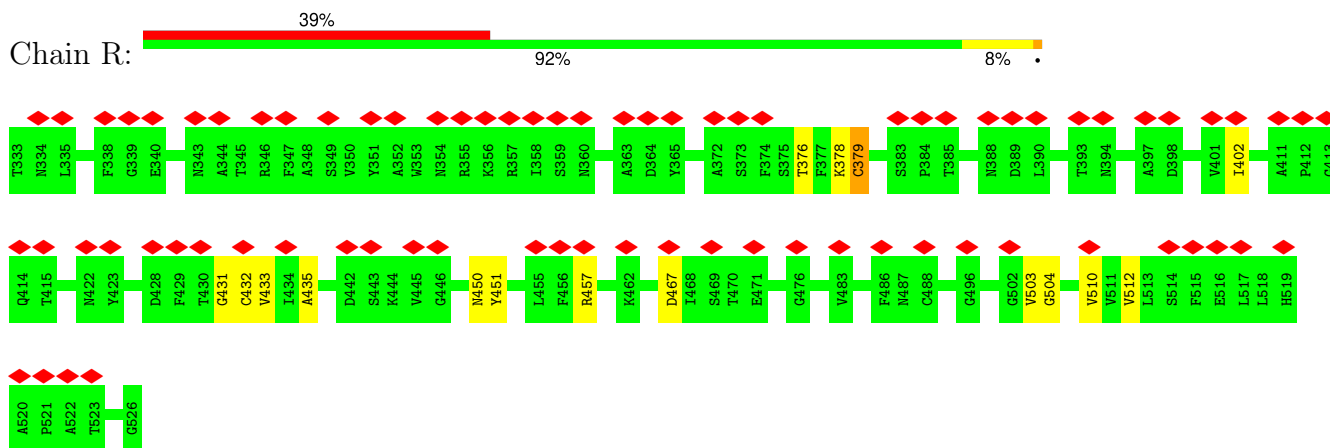 39%
Chain R:
92% 8% •
T333 N334 L335 F338 G339 E340 N343 A344 T345 R346 F347 A348 S349 V350 Y351 A352 W353 N354 R355 K356 R357 I358 S359 N360 A363 D364 Y365 A372 S373 F374 S375 T376 F377 K378 C379 S383 P384 T385 N388 D389 L390 T393 N394 A397 D398 V401 I402 A411 P412 G413
Q414 T415 N422 Y423 D428 F429 T430 G431 C432 V433 I434 A435 D442 S443 K444 V445 G446 N450 Y451 L455 F456 R457 K462 D467 I468 S469 T470 E471 G476 V483 F486 N487 C488 G496 G502 V503 G504 V510 V511 V512 L513 S514 F515 E516 L517 L518 H519
A520 P521 A522 T523 G526